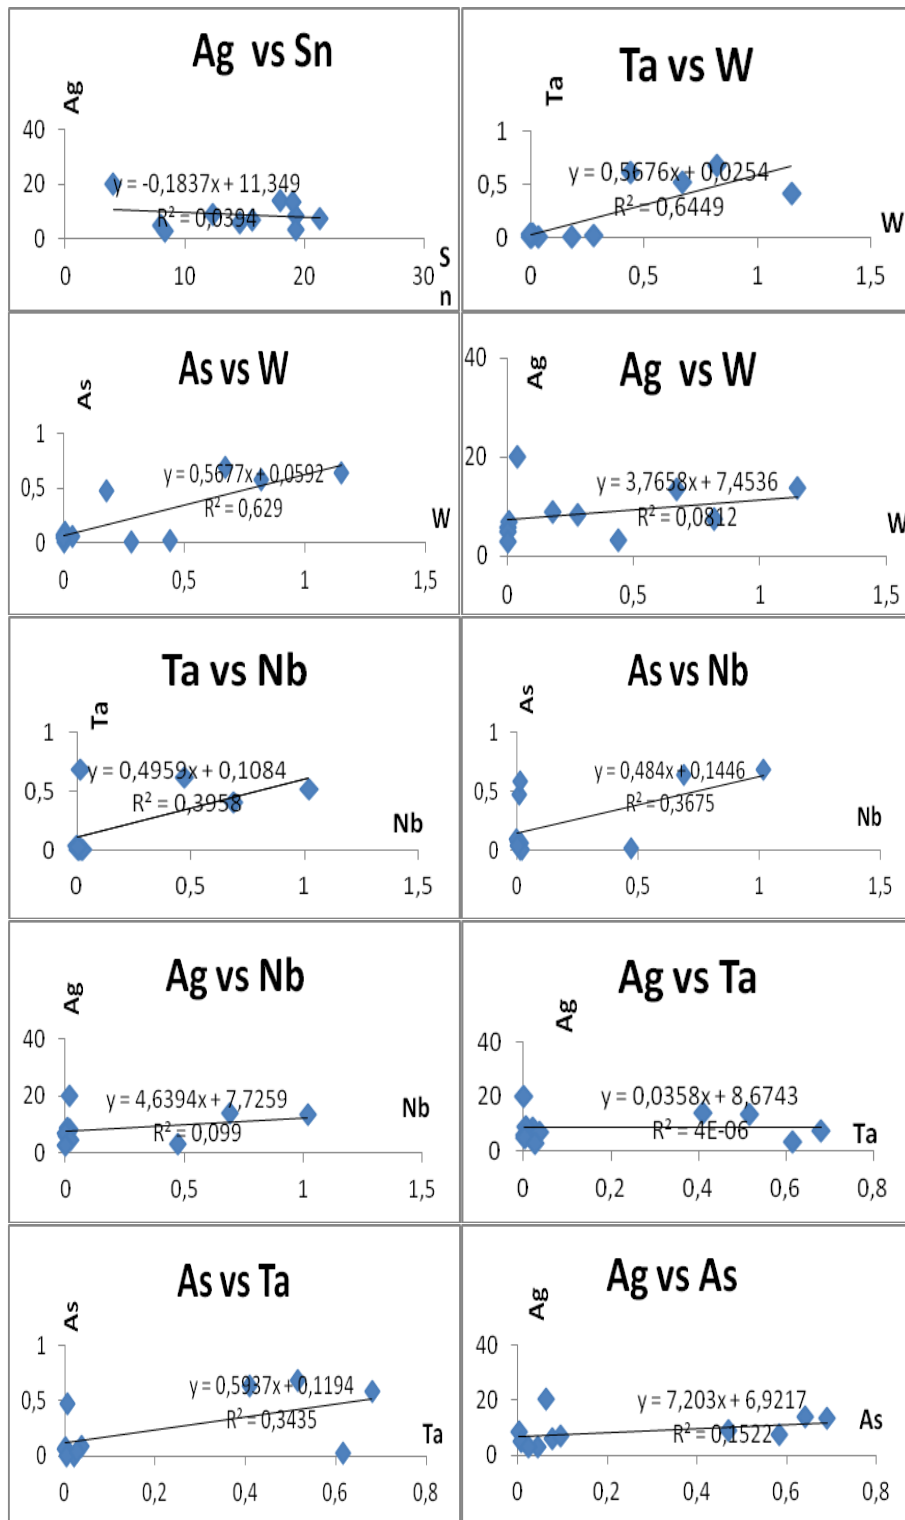 Ag vs Sn
Ag
40
20
0
y = -0,1837x + 11,349
R² = 0,0394
0 10 20 30
S
n
Ta vs W
Ta
1
0,5
0
y = 0,5676x + 0,0254
R² = 0,6449
0 0,5 1 1,5
W
As vs W
As
1
0,5
0
y = 0,5677x + 0,0592
R² = 0,629
0 0,5 1 1,5
W
Ag vs W
Ag
40
20
0
y = 3,7658x + 7,4536
R² = 0,0812
0 0,5 1 1,5
W
Ta vs Nb
Ta
1
0,5
0
y = 0,4959x + 0,1084
R² = 0,3958
0 0,5 1 1,5
Nb
As vs Nb
As
1
0,5
0
y = 0,484x + 0,1446
R² = 0,3675
0 0,5 1 1,5
Nb
Ag vs Nb
Ag
40
20
0
y = 4,6394x + 7,7259
R² = 0,099
0 0,5 1 1,5
Nb
Ag vs Ta
Ag
40
20
0
y = 0,0358x + 8,6743
R² = 4E-06
0 0,2 0,4 0,6 0,8
Ta
As vs Ta
As
1
0,5
0
y = 0,5937x + 0,1194
R² = 0,3435
0 0,2 0,4 0,6 0,8
Ta
Ag vs As
Ag
40
20
0
y = 7,203x + 6,9217
R² = 0,1522
0 0,2 0,4 0,6 0,8
As